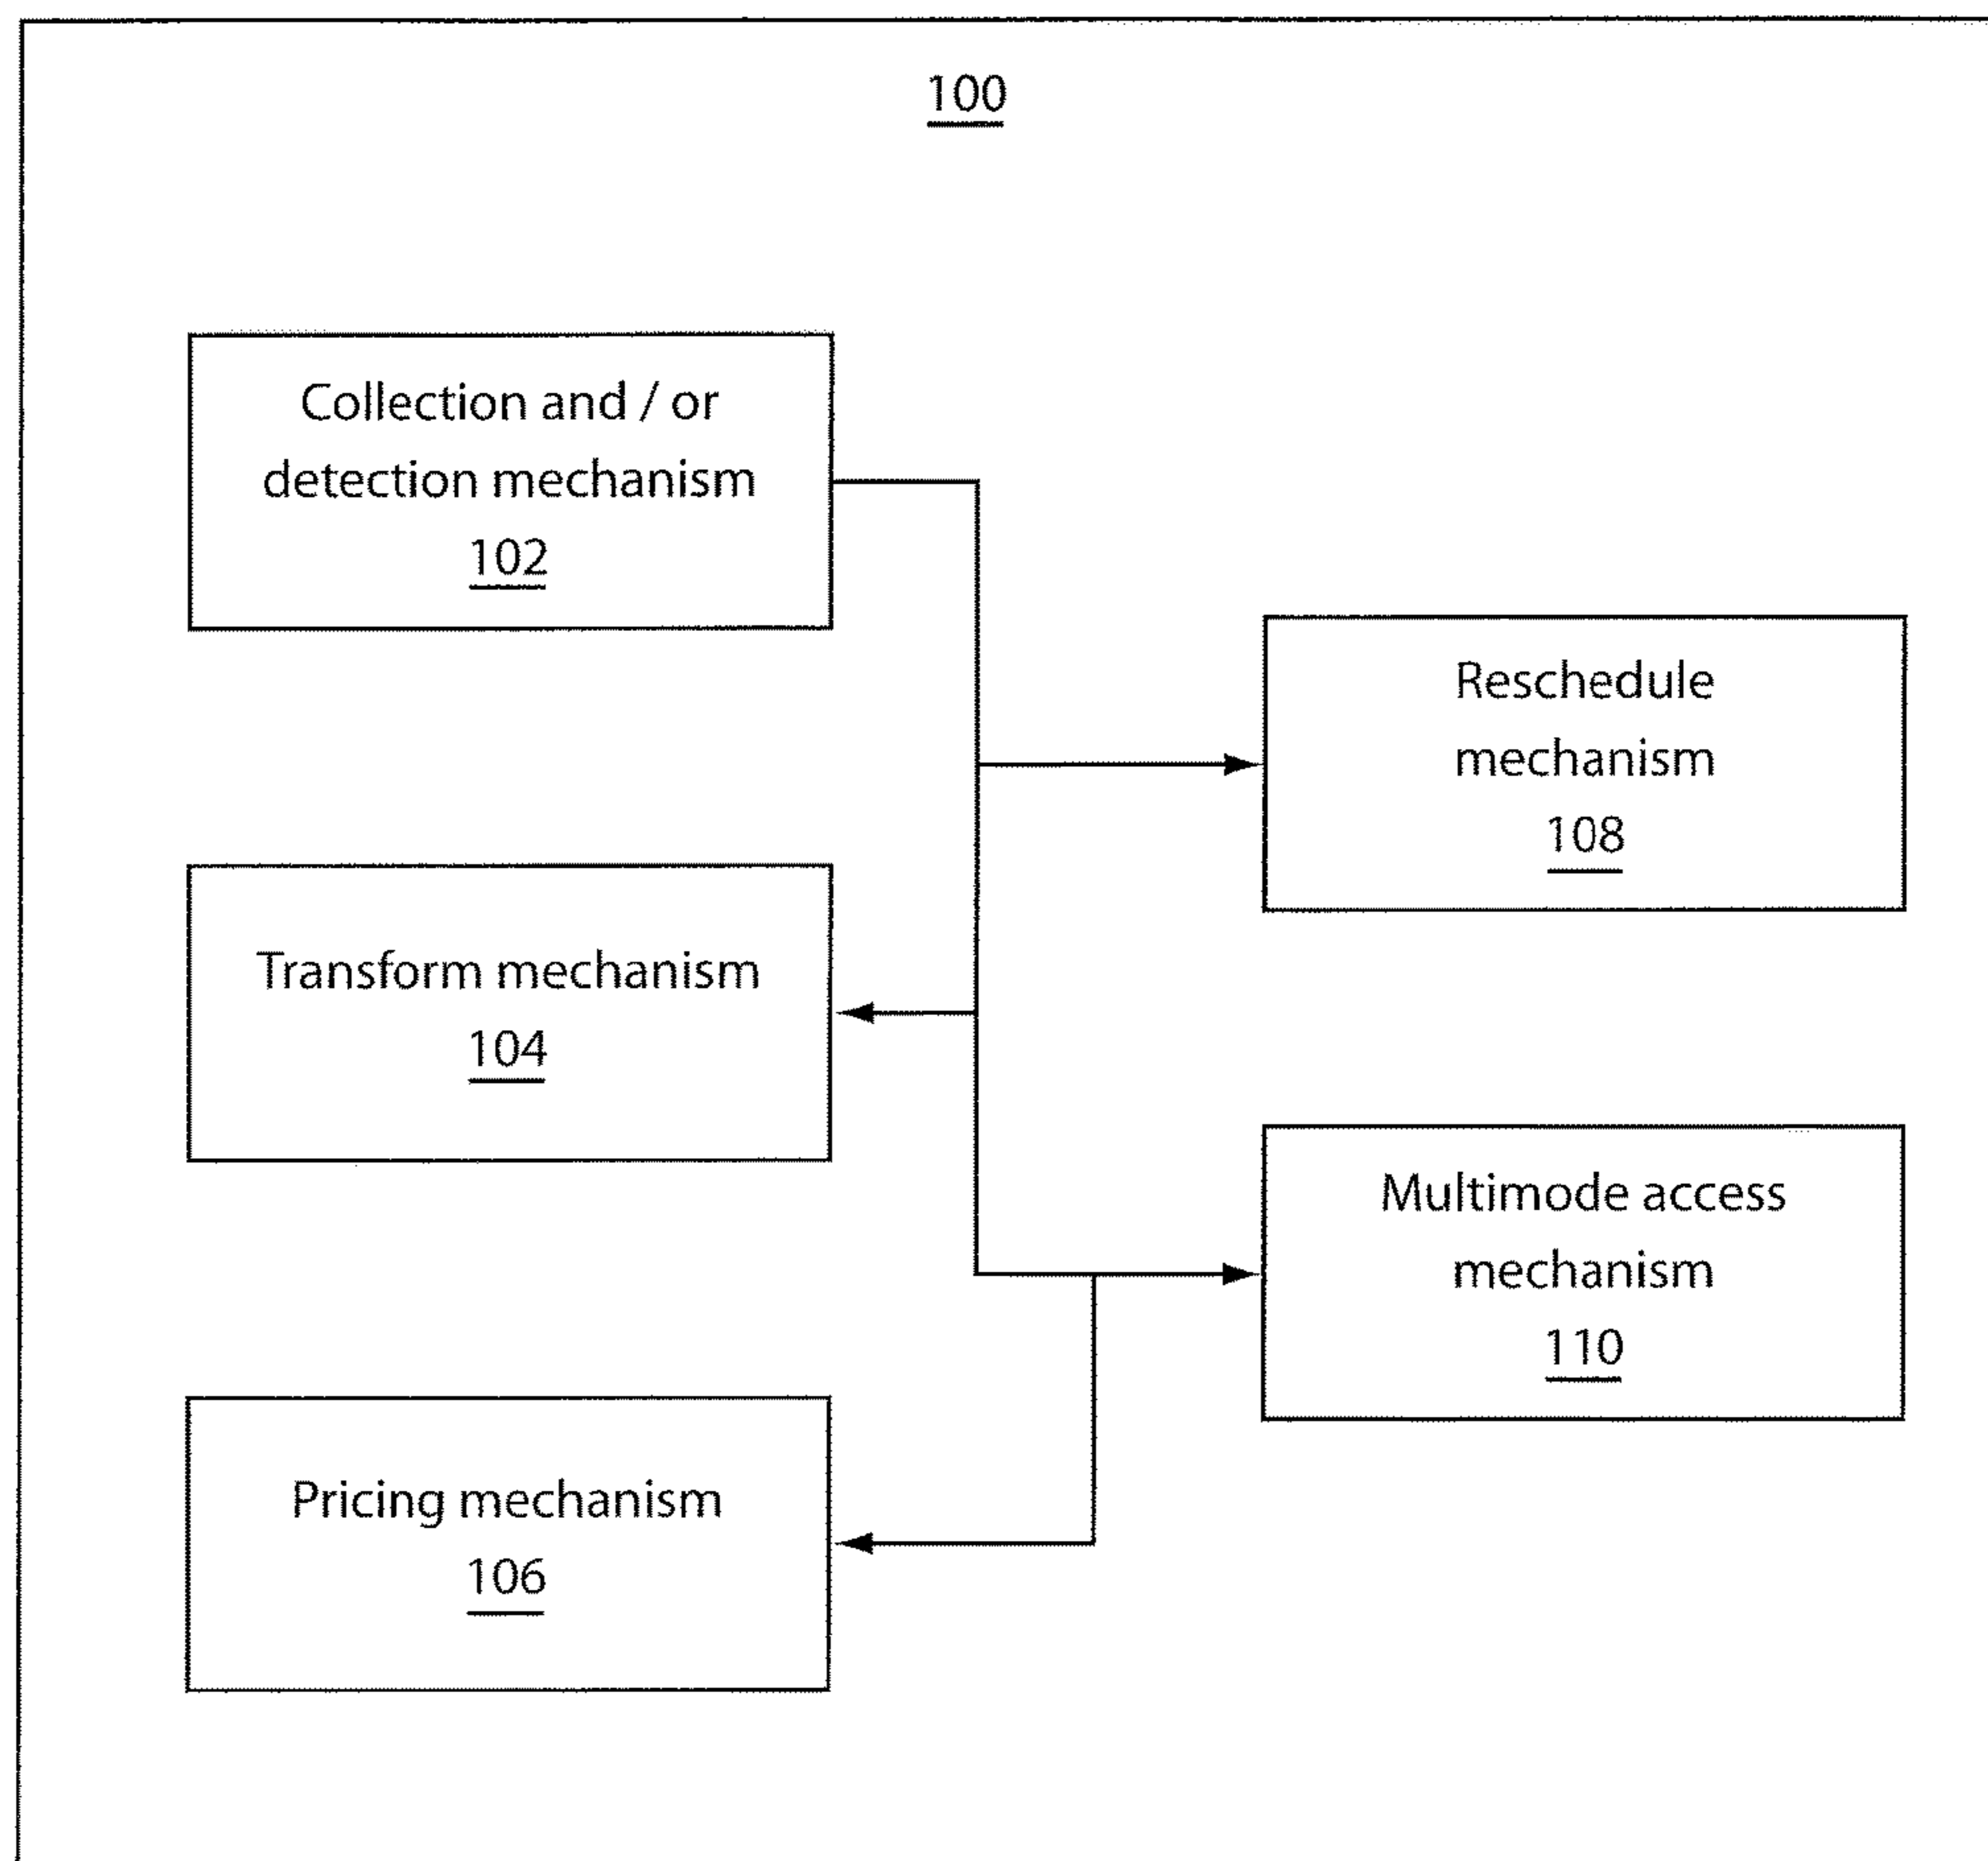 100
Collection and / or
detection mechanism
102
Reschedule
mechanism
108
Transform mechanism
104
Multimode access
mechanism
110
Pricing mechanism
106